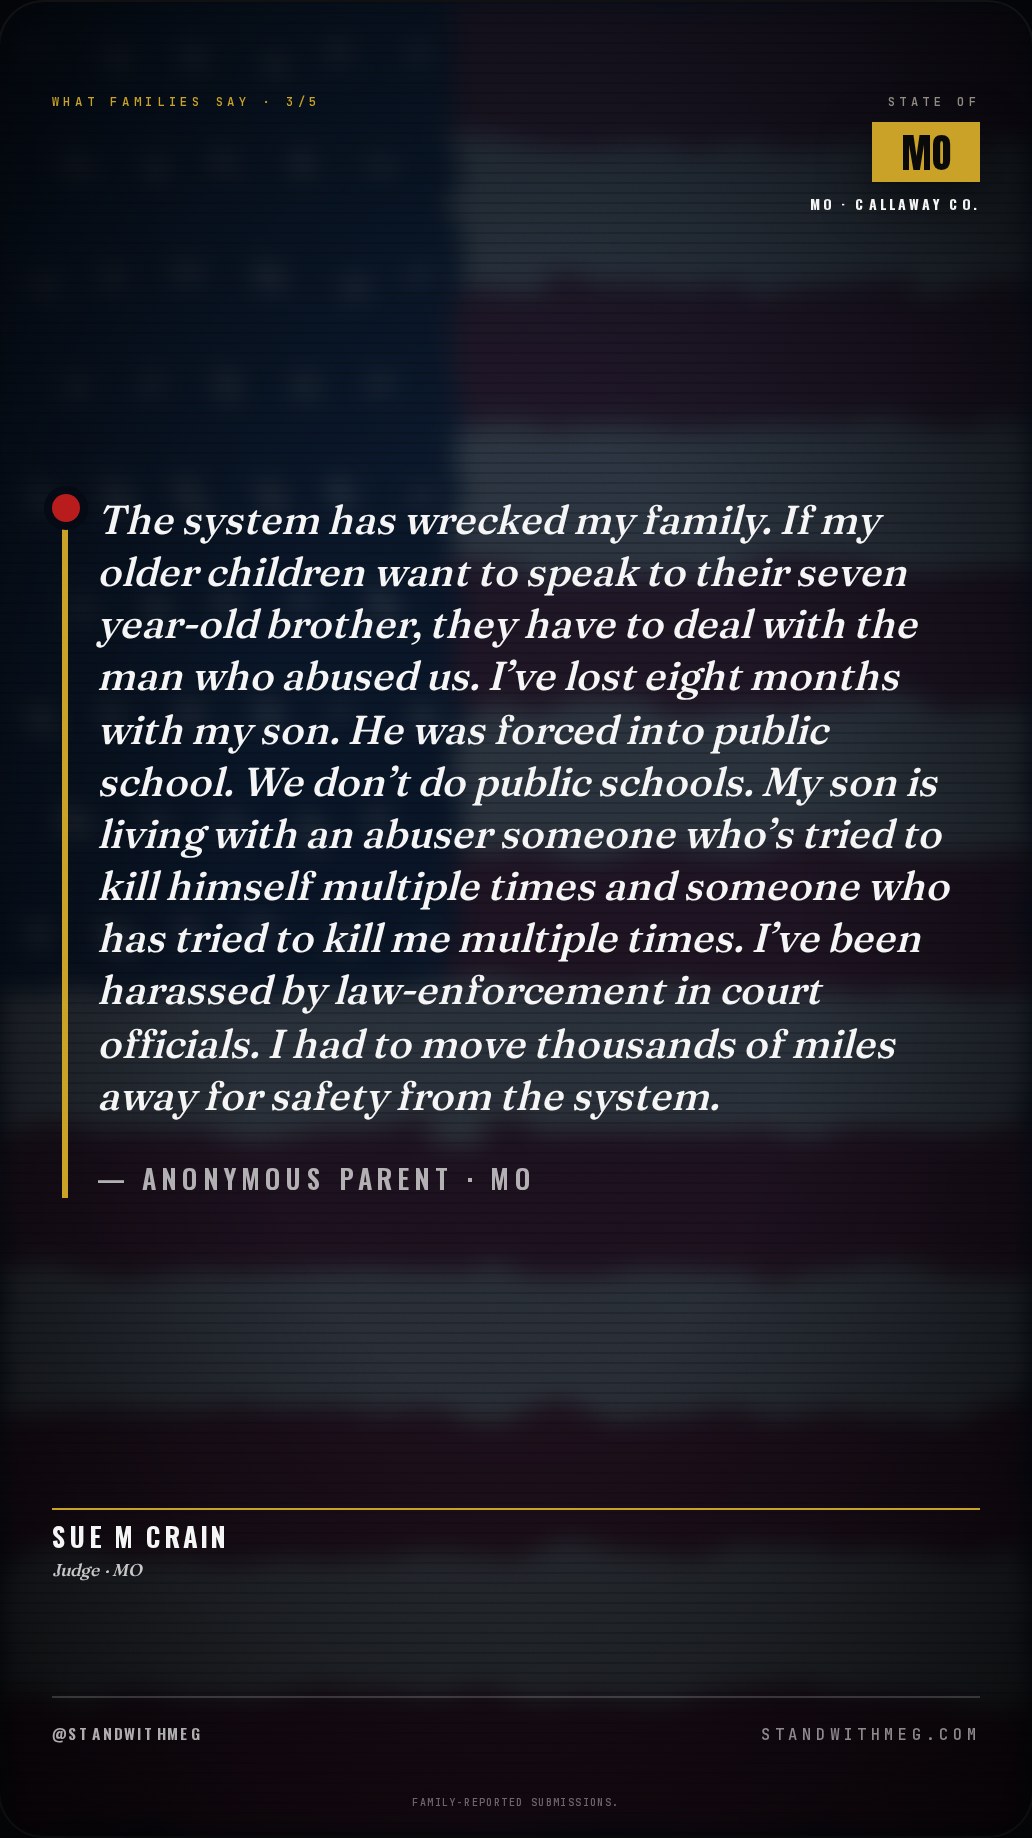 WHAT FAMILIES SAY · 3/5
STATE OF
MO
MO · CALLAWAY CO.
The system has wrecked my family. If my
older children want to speak to their seven
year-old brother, they have to deal with the
man who abused us. I’ve lost eight months
with my son. He was forced into public
school. We don’t do public schools. My son is
living with an abuser someone who’s tried to
kill himself multiple times and someone who
has tried to kill me multiple times. I’ve been
harassed by law-enforcement in court
officials. I had to move thousands of miles
away for safety from the system.
— ANONYMOUS PARENT · MO
SUE M CRAIN
Judge · MO
@STANDWITHMEG
STANDWITHMEG.COM
FAMILY-REPORTED SUBMISSIONS.